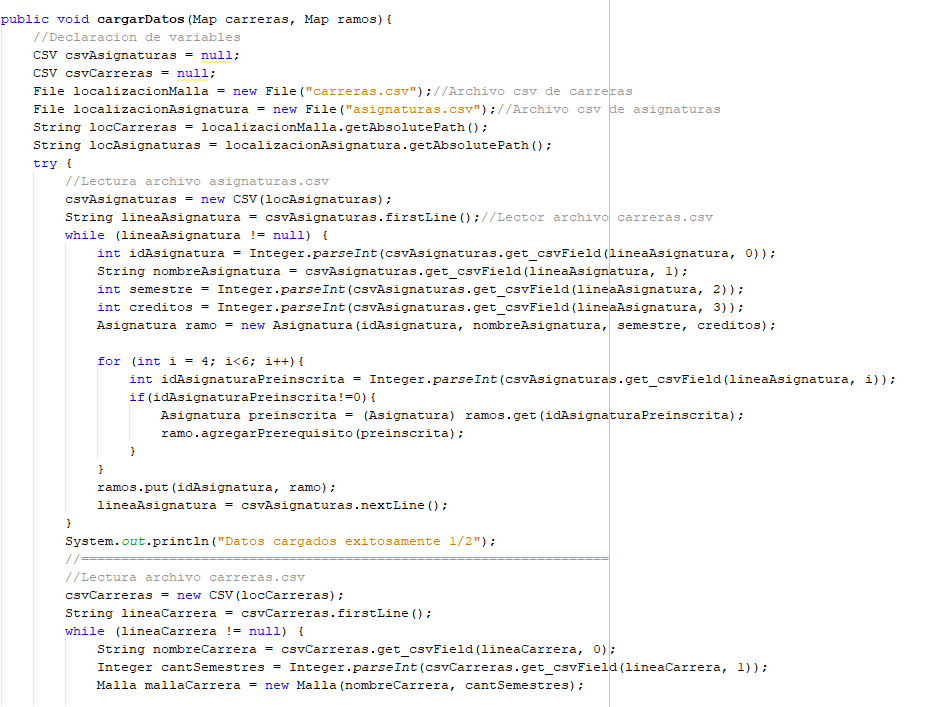 public void cargarDatos(Map carreras, Map ramos){
//Declaracion de variables
CSV csvAsignaturas = null;
CSV csvCarreras = null;
File localizacionMalla = new File("carreras.csv");//Archivo csv de carreras
File localizacionAsignatura = new File("asignaturas.csv");//Archivo csv de asignaturas
String locCarreras = localizacionMalla.getAbsolutePath();
String locAsignaturas = localizacionAsignatura.getAbsolutePath();
try {
//Lectura archivo asignaturas.csv
csvAsignaturas = new CSV(locAsignaturas);
String lineaAsignatura = csvAsignaturas.firstLine();//Lector archivo carreras.csv
while (lineaAsignatura != null) {
int idAsignatura = Integer.parseInt(csvAsignaturas.get_csvField(lineaAsignatura, 0));
String nombreAsignatura = csvAsignaturas.get_csvField(lineaAsignatura, 1);
int semestre = Integer.parseInt(csvAsignaturas.get_csvField(lineaAsignatura, 2));
int creditos = Integer.parseInt(csvAsignaturas.get_csvField(lineaAsignatura, 3));
Asignatura ramo = new Asignatura(idAsignatura, nombreAsignatura, semestre, creditos);
for (int i = 4; i<6; i++){
int idAsignaturaPreinscrita = Integer.parseInt(csvAsignaturas.get_csvField(lineaAsignatura, i));
if(idAsignaturaPreinscrita!=0){
Asignatura preinscrita = (Asignatura) ramos.get(idAsignaturaPreinscrita);
ramo.agregarPrerequisito(preinscrita);
}
}
ramos.put(idAsignatura, ramo);
lineaAsignatura = csvAsignaturas.nextLine();
}
System.out.println("Datos cargados exitosamente 1/2");
//==================================================================
//Lectura archivo carreras.csv
csvCarreras = new CSV(locCarreras);
String lineaCarrera = csvCarreras.firstLine();
while (lineaCarrera != null) {
String nombreCarrera = csvCarreras.get_csvField(lineaCarrera, 0);
Integer cantSemestres = Integer.parseInt(csvCarreras.get_csvField(lineaCarrera, 1));
Malla mallaCarrera = new Malla(nombreCarrera, cantSemestres);